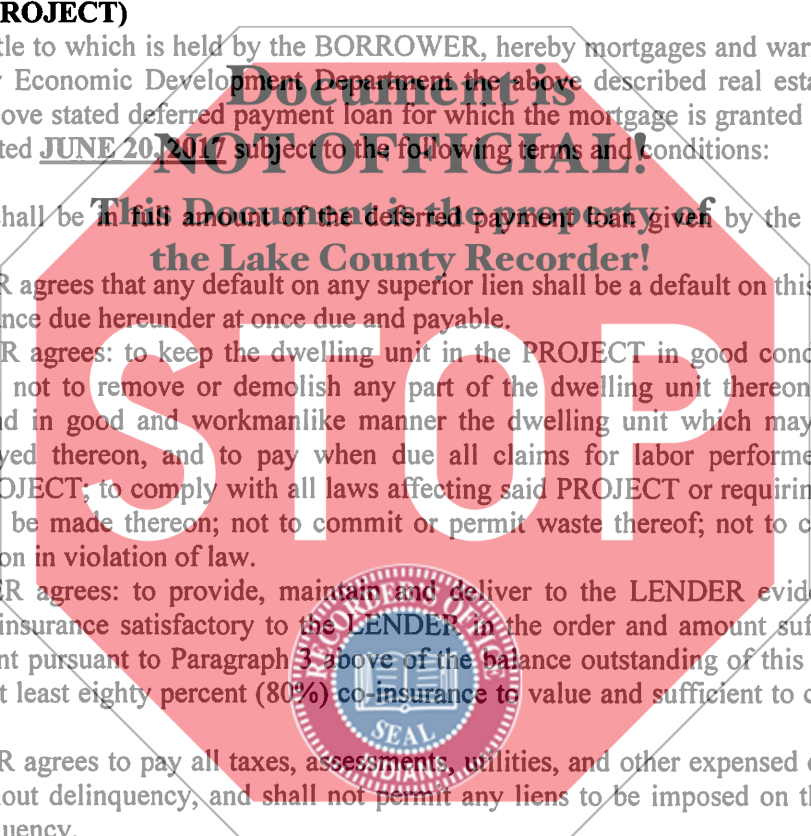 ROJECT)
tle to which is held by the BORROWER, hereby mortgages and war
Economic Development Department the above described real esta
ove stated deferred payment loan for which the mortgage is granted
ted JUNE 20, 2017 subject to the following terms and conditions:
Document is
NOT OFFICIAL!
hall be in full amount of the deferred payment loan given by the
This Document is the property of
the Lake County Recorder!
R agrees that any default on any superior lien shall be a default on this
nce due hereunder at once due and payable.
R agrees: to keep the dwelling unit in the PROJECT in good cond
not to remove or demolish any part of the dwelling unit thereon
nd in good and workmanlike manner the dwelling unit which may
yed thereon, and to pay when due all claims for labor performe
OJECT; to comply with all laws affecting said PROJECT or requirin
be made thereon; not to commit or permit waste thereof; not to c
on in violation of law.
STOP
ER agrees: to provide, maintain and deliver to the LENDER evide
insurance satisfactory to the LENDER in the order and amount suf
nt pursuant to Paragraph 3 above of the balance outstanding of this
t least eighty percent (80%) co-insurance to value and sufficient to c
RECORDER'S OFFICE
SEAL
INDIANA
R agrees to pay all taxes, assessments, utilities, and other expensed
out delinquency, and shall not permit any liens to be imposed on th
uency.